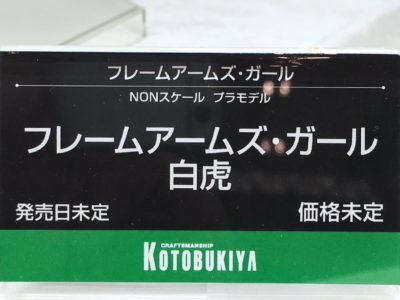 フレームアームズ・ガール
NONスケール プラモデル
フレームアームズ・ガール
白虎
発売日未定 価格未定
CRAFTSMANSHIP
KOTOBUKIYA